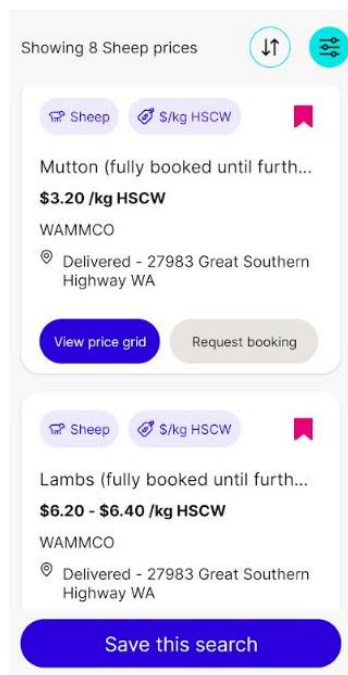 Showing 8 Sheep prices
Sheep
$/kg HSCW
Mutton (fully booked until furth...
$3.20 /kg HSCW
WAMMCO
Delivered - 27983 Great Southern
Highway WA
View price grid
Request booking
Sheep
$/kg HSCW
Lambs (fully booked until furth...
$6.20 - $6.40 /kg HSCW
WAMMCO
Delivered - 27983 Great Southern
Highway WA
Save this search